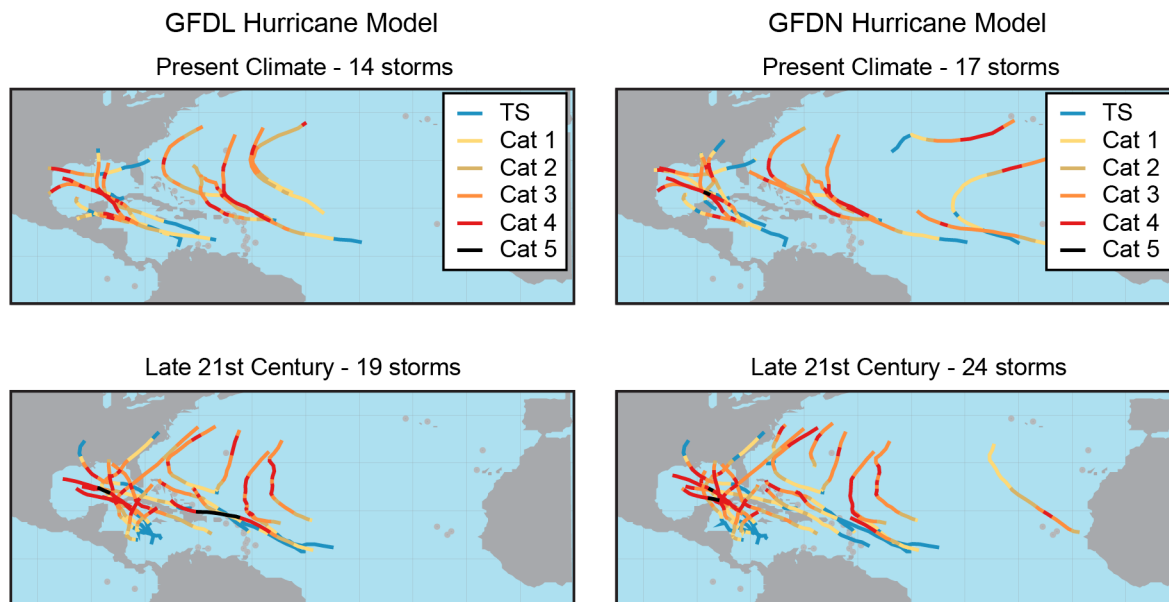 GFDL Hurricane Model
GFDN Hurricane Model
Present Climate - 14 storms
Present Climate - 17 storms
TS
Cat 1
Cat 2
Cat 3
Cat 4
Cat 5
TS
Cat 1
Cat 2
Cat 3
Cat 4
Cat 5
Late 21st Century - 19 storms
Late 21st Century - 24 storms